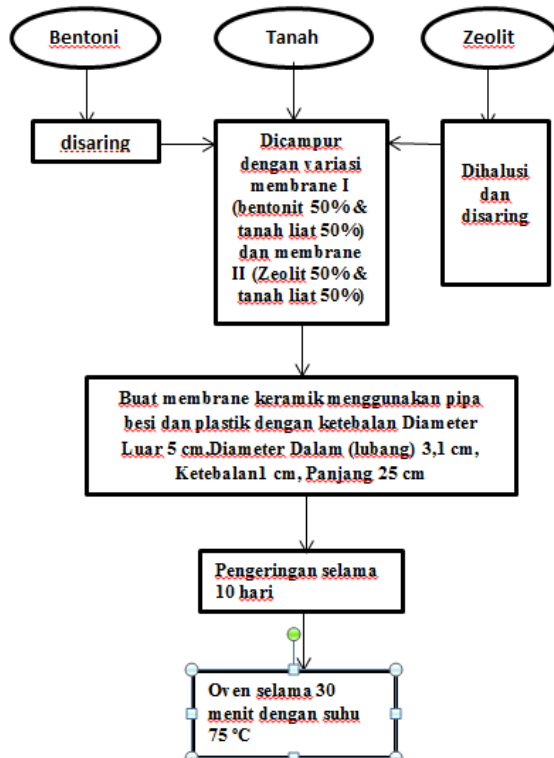 Bentoni
Tanah
Zeolit
disaring
Dicampur
dengan variasi
membrane I
(bentonit 50% &
tanah liat 50%)
dan membrane
II (Zeolit 50% &
tanah liat 50%)
Dihalusi
dan
disaring
Buat membrane keramik menggunakan pipa
besi dan plastik dengan ketebalan Diameter
Luar 5 cm,Diameter Dalam (lubang) 3,1 cm,
Ketebalan1 cm, Panjang 25 cm
Pengeringan selama
10 hari
Oven selama 30
menit dengan suhu
75 °C